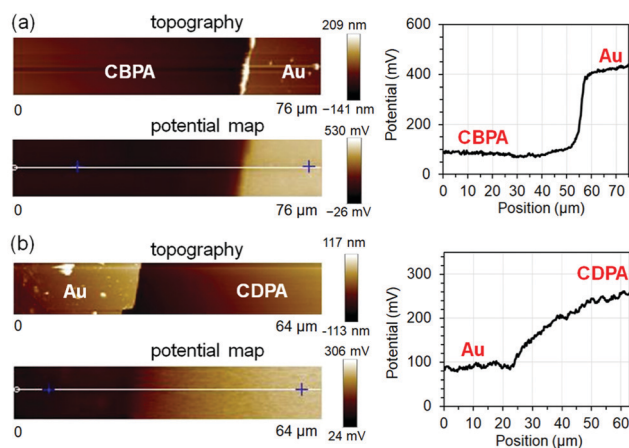 (a)
topography
209 nm
CBPA
Au
0
76 µm
−141 nm
potential map
530 mV
0
76 µm
−26 mV
Potential (mV)
600
400
200
0
Au
CBPA
0 10 20 30 40 50 60 70
Position (µm)
(b)
topography
117 nm
Au
CDPA
0
64 µm
-113 nm
potential map
306 mV
0
64 µm
24 mV
Potential (mV)
300
200
100
0
CDPA
Au
0 10 20 30 40 50 60
Position (µm)